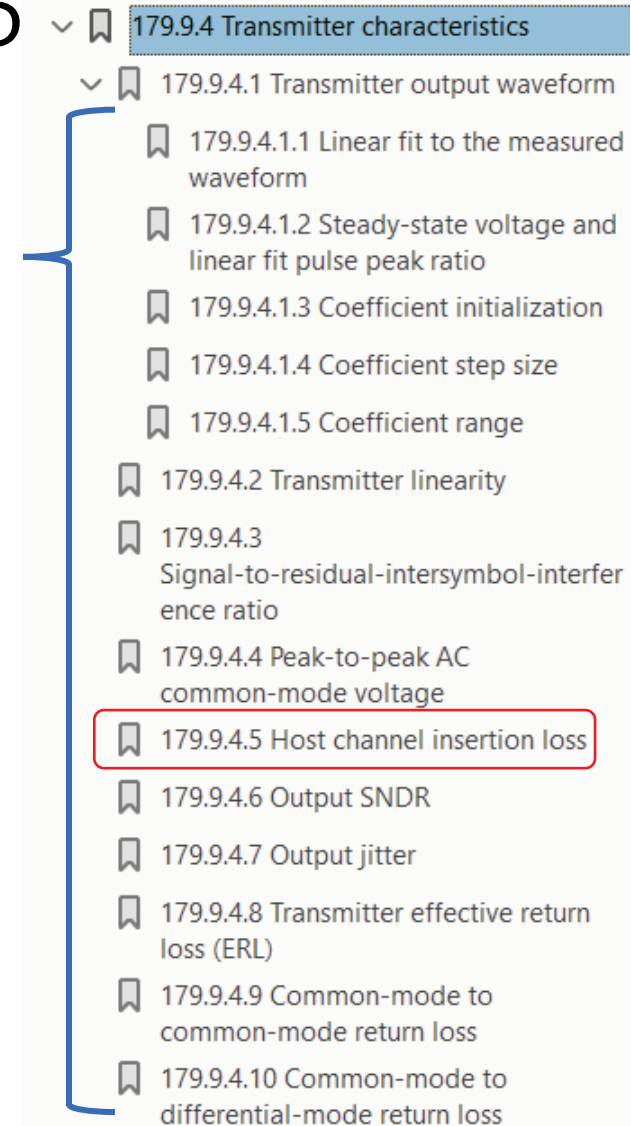 179.9.4 Transmitter characteristics
179.9.4.1 Transmitter output waveform
179.9.4.1.1 Linear fit to the measured
waveform
179.9.4.1.2 Steady-state voltage and
linear fit pulse peak ratio
179.9.4.1.3 Coefficient initialization
179.9.4.1.4 Coefficient step size
179.9.4.1.5 Coefficient range
179.9.4.2 Transmitter linearity
179.9.4.3
Signal-to-residual-intersymbol-interfer
ence ratio
179.9.4.4 Peak-to-peak AC
common-mode voltage
179.9.4.5 Host channel insertion loss
179.9.4.6 Output SNDR
179.9.4.7 Output jitter
179.9.4.8 Transmitter effective return
loss (ERL)
179.9.4.9 Common-mode to
common-mode return loss
179.9.4.10 Common-mode to
differential-mode return loss